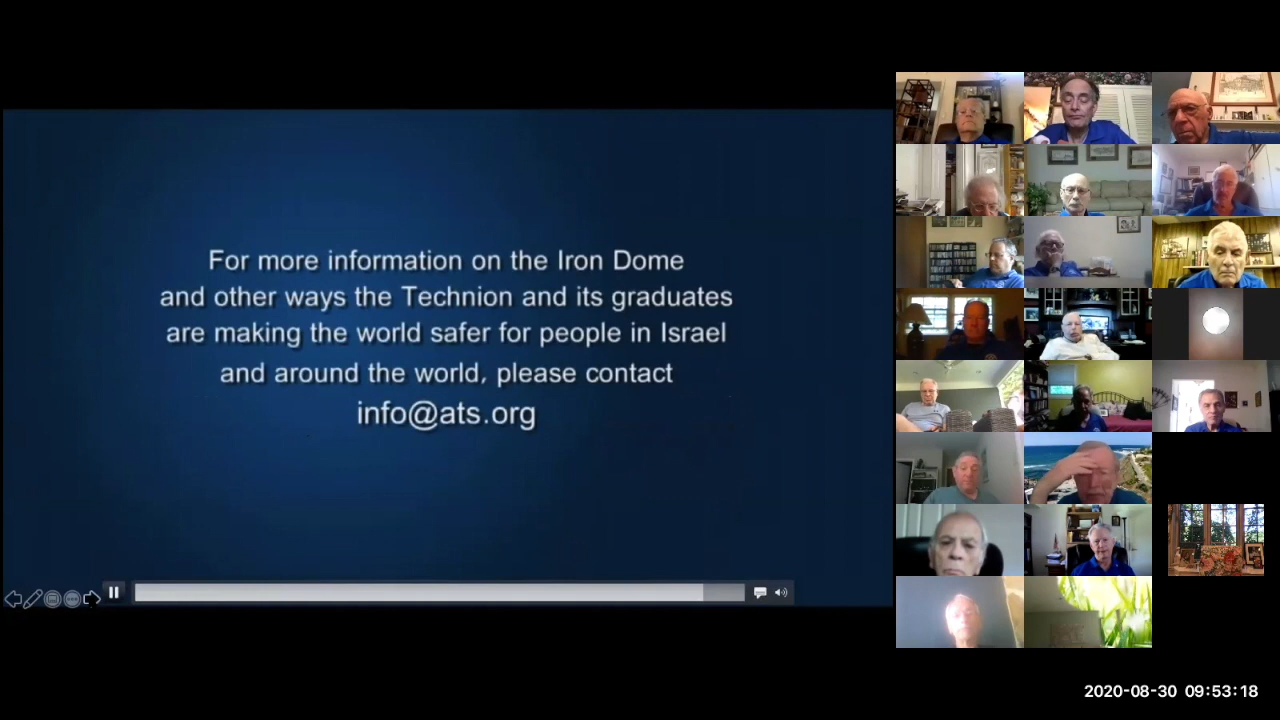 For more information on the Iron Dome
and other ways the Technion and its graduates
are making the world safer for people in Israel
and around the world, please contact
info@ats.org
2020-08-30 09:53:18